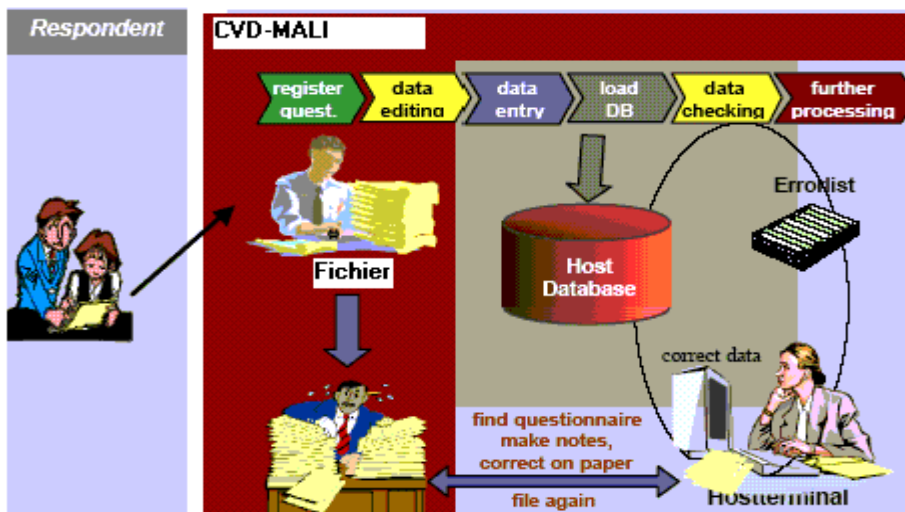 Respondent
CVD-MALI
register
quest.
data
editing
data
entry
load
DB
data
checking
further
processing
Errorlist
Fichier
Host
Database
correct data
find questionnaire
make notes,
correct on paper
file again
Hostterminal